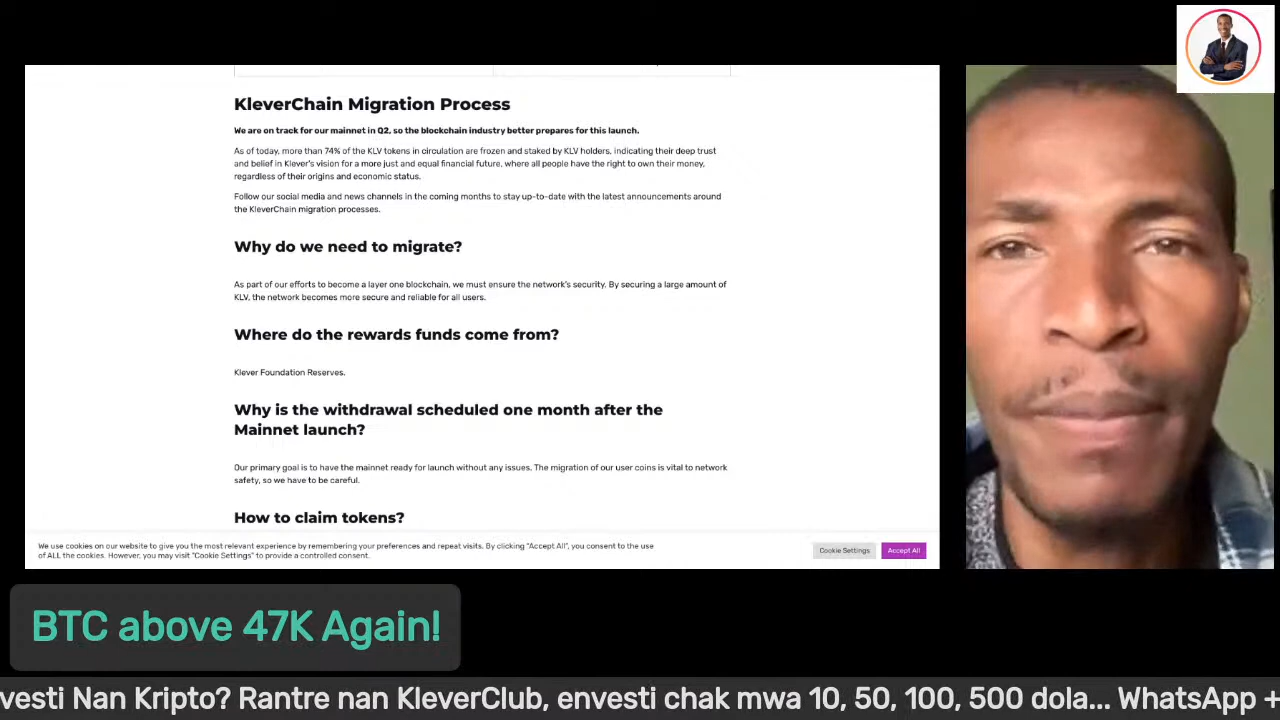 KleverChain Migration Process
We are on track for our mainnet in Q2, so the blockchain industry better prepares for this launch.
As of today, more than 74% of the KLV tokens in circulation are frozen and staked by KLV holders, indicating their deep trust
and belief in Klever's vision for a more just and equal financial future, where all people have the right to own their money,
regardless of their origins and economic status.
Follow our social media and news channels in the coming months to stay up-to-date with the latest announcements around
the KleverChain migration processes.
Why do we need to migrate?
As part of our efforts to become a layer one blockchain, we must ensure the network's security. By securing a large amount of
KLV, the network becomes more secure and reliable for all users.
Where do the rewards funds come from?
Klever Foundation Reserves.
Why is the withdrawal scheduled one month after the
Mainnet launch?
Our primary goal is to have the mainnet ready for launch without any issues. The migration of our user coins is vital to network
safety, so we have to be careful.
How to claim tokens?
We use cookies on our website to give you the most relevant experience by remembering your preferences and repeat visits. By clicking "Accept All", you consent to the use
of ALL the cookies. However, you may visit "Cookie Settings" to provide a controlled consent.
Cookie Settings
Accept All
BTC above 47K Again!
vesti Nan Kripto? Rantre nan KleverClub, envesti chak mwa 10, 50, 100, 500 dola... WhatsApp +